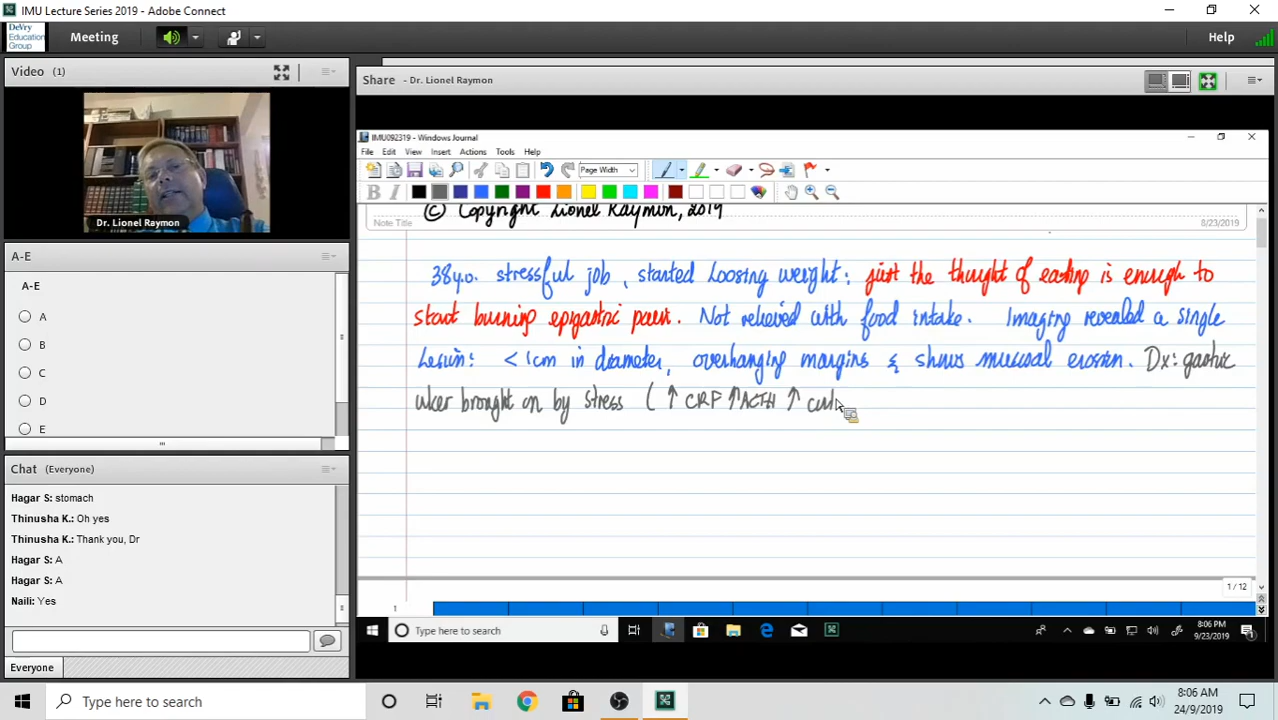 IMU Lecture Series 2019 - Adobe Connect
DeVry
Education
Group
Meeting
Help
Video (1)
Dr. Lionel Raymon
A-E
A-E
A
B
C
D
E
Chat (Everyone)
Hagar S: stomach
Thinusha K.: Oh yes
Thinusha K.: Thank you, Dr
Hagar S: A
Hagar S: A
Naili: Yes
Everyone
Share - Dr. Lionel Raymon
IMU092319 - Windows Journal
File Edit View Insert Actions Tools Help
Page Width
B I
© Copyright Lionel Raymon, 2019
Note Title
8/23/2019
38y.o. stressful job, started loosing weight; just the thought of eating is enough to
start burning epigastric pain. Not relieved with food intake. Imaging revealed a single
Lesion: < 1cm in diameter, overhanging margins & shows mucosal erosion. Dx: gastric
ulcer brought on by stress ( ↑ CRF ↑ ACTH ↑
1 / 12
1
Type here to search
8:06 PM
9/23/2019
1
Type here to search
8:06 AM
24/9/2019